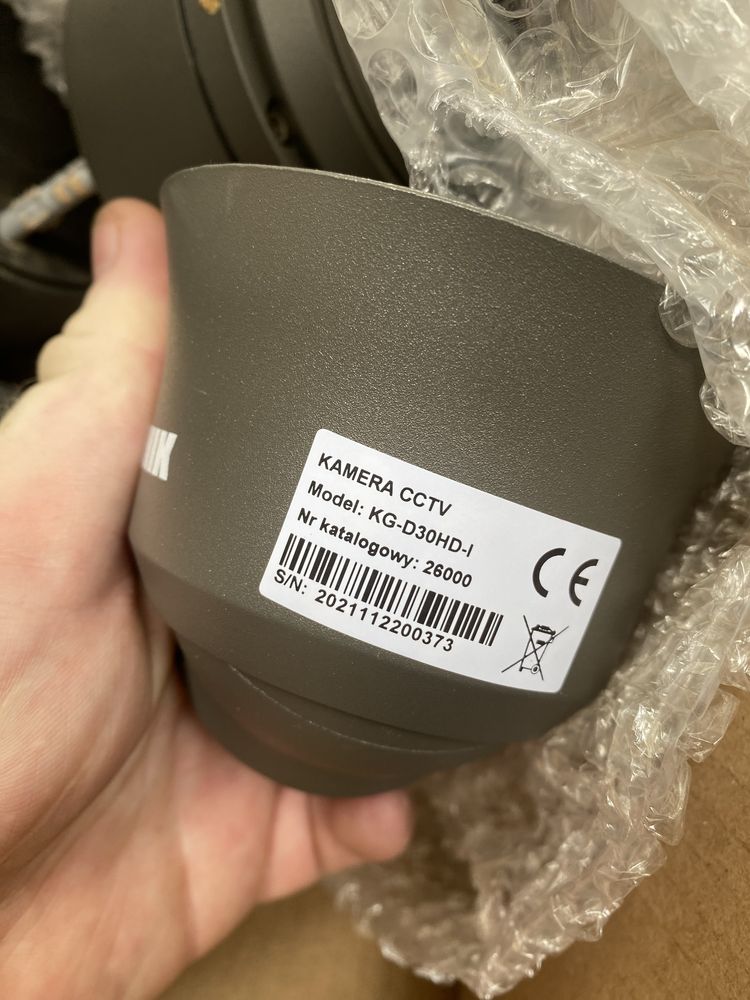 KAMERA CCTV
Model: KG-D30HD-I
Nr katalogowy: 26000
S/N: 2021112200373
CE